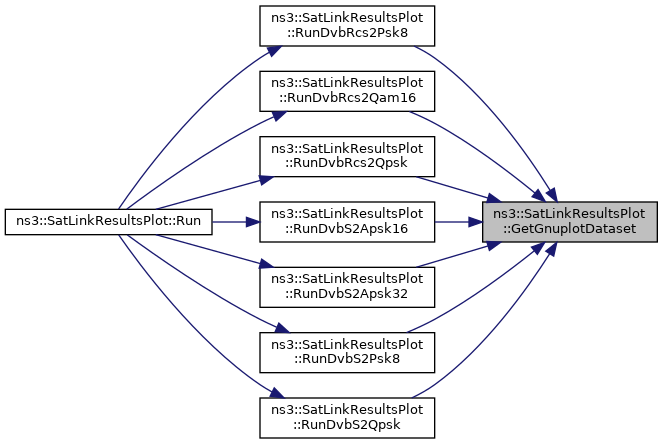 ns3::SatLinkResultsPlot
::RunDvbRcs2Psk8
ns3::SatLinkResultsPlot
::RunDvbRcs2Qam16
ns3::SatLinkResultsPlot
::RunDvbRcs2Qpsk
ns3::SatLinkResultsPlot::Run
ns3::SatLinkResultsPlot
::RunDvbS2Apsk16
ns3::SatLinkResultsPlot
::GetGnuplotDataset
ns3::SatLinkResultsPlot
::RunDvbS2Apsk32
ns3::SatLinkResultsPlot
::RunDvbS2Psk8
ns3::SatLinkResultsPlot
::RunDvbS2Qpsk